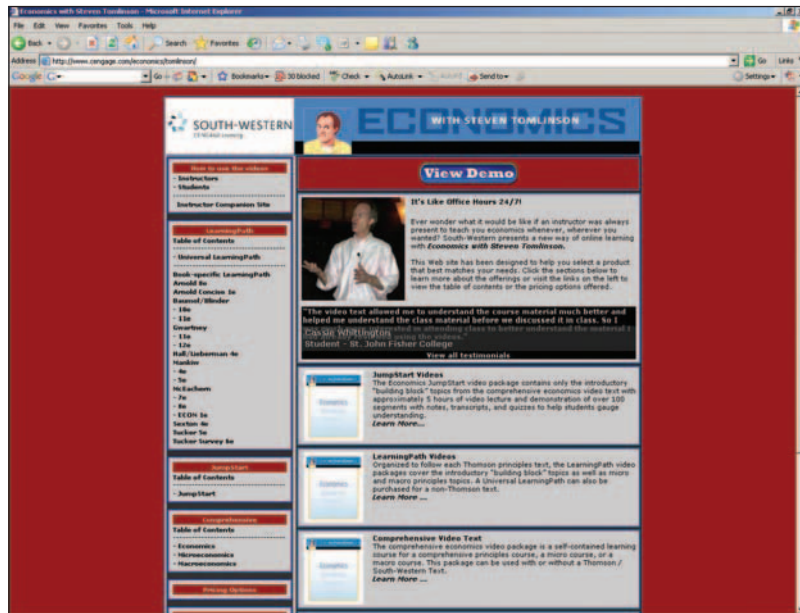 Economics with Steven Tomlinson - Microsoft Internet Explorer
File Edit View Favorites Tools Help
Back Search Favorites
Address http://www.cengage.com/economics/tomlinson/ Go Links
Google G Go Bookmarks 30 blocked Check AutoLink Send to Settings
SOUTH-WESTERN
ECONOMICS
WITH STEVEN TOMLINSON
How to use the videos
- Instructors
- Students
Instructor Companion Site
LearningPath
Table of Contents
- Universal LearningPath
Book-specific LearningPath
Arnold 8e
Arnold Concise 1e
Baumol/Blinder
- 10e
- 11e
Gwartney
- 11e
- 12e
Hall/Lieberman 4e
Mankiw
- 4e
- 5e
McEachern
- 7e
- 8e
- ECON 1e
Sexton 4e
Tucker 5e
Tucker Survey 6e
JumpStart
Table of Contents
- JumpStart
Comprehensive
Table of Contents
- Economics
- Microeconomics
- Macroeconomics
Pricing Options
View Demo
It's Like Office Hours 24/7!
Ever wonder what it would be like if an instructor was always
present to teach you economics whenever, wherever you
wanted? South-Western presents a new way of online learning
with Economics with Steven Tomlinson.
This Web site has been designed to help you select a product
that best matches your needs. Click the sections below to
learn more about the offerings or visit the links on the left to
view the table of contents or the pricing options offered.
"The video text allowed me to understand the course material much better and
helped me understand the class material before we discussed it in class. So I
interested in attending class to better understand the material I
using the videos."
Cassie Whittington
Student - St. John Fisher College
View all testimonials
JumpStart Videos
The Economics JumpStart video package contains only the introductory
"building block" topics from the comprehensive economics video text with
approximately 5 hours of video lecture and demonstration of over 100
segments with notes, transcripts, and quizzes to help students gauge
understanding.
Learn More...
LearningPath Videos
Organized to follow each Thomson principles text, the LearningPath video
packages cover the introductory "building block" topics as well as micro
and macro principles topics. A Universal LearningPath can also be
purchased for a non-Thomson text.
Learn More ...
Comprehensive Video Text
The comprehensive economics video package is a self-contained learning
course for a comprehensive principles course, a micro course, or a
macro course. This package can be used with or without a Thomson /
South-Western Text.
Learn More ...